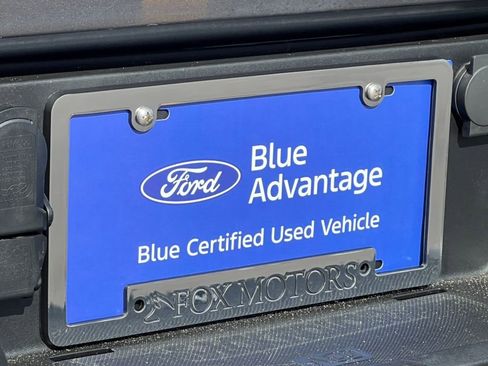 Ford
Blue
Advantage
Blue Certified Used Vehicle
FOX MOTORS